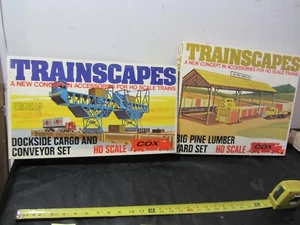 TRAINSCAPES
A NEW CONCEPT IN ACCESSORIES FOR HO SCALE TRAINS
DOCKSIDE CARGO AND
CONVEYOR SET
HO SCALE
COX
TRAINSCAPES
A NEW CONCEPT IN ACCESSORIES FOR HO SCALE TRAINS
BIG PINE LUMBER
YARD SET
HO SCALE
COX